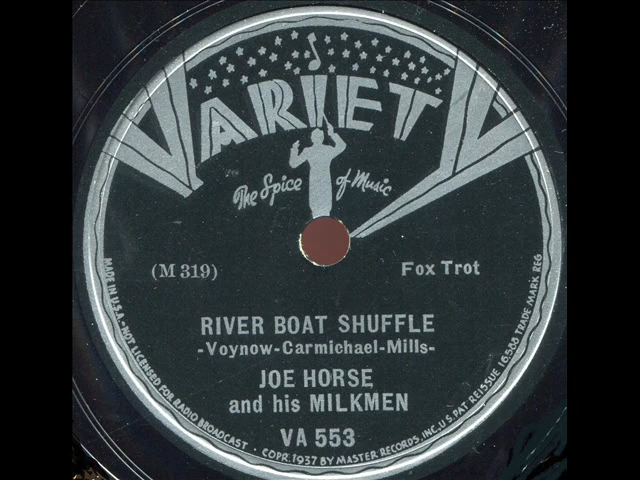 VARIETY
The Spice of Music
(M 319)
Fox Trot
RIVER BOAT SHUFFLE
-Voynow-Carmichael-Mills-
JOE HORSE
and his MILKMEN
VA 553
MADE IN U.S.A. - NOT LICENSED FOR RADIO BROADCAST • COPR. 1937 BY MASTER RECORDS, INC., U.S. PAT REISSUE 16588 TRADE MARK REG